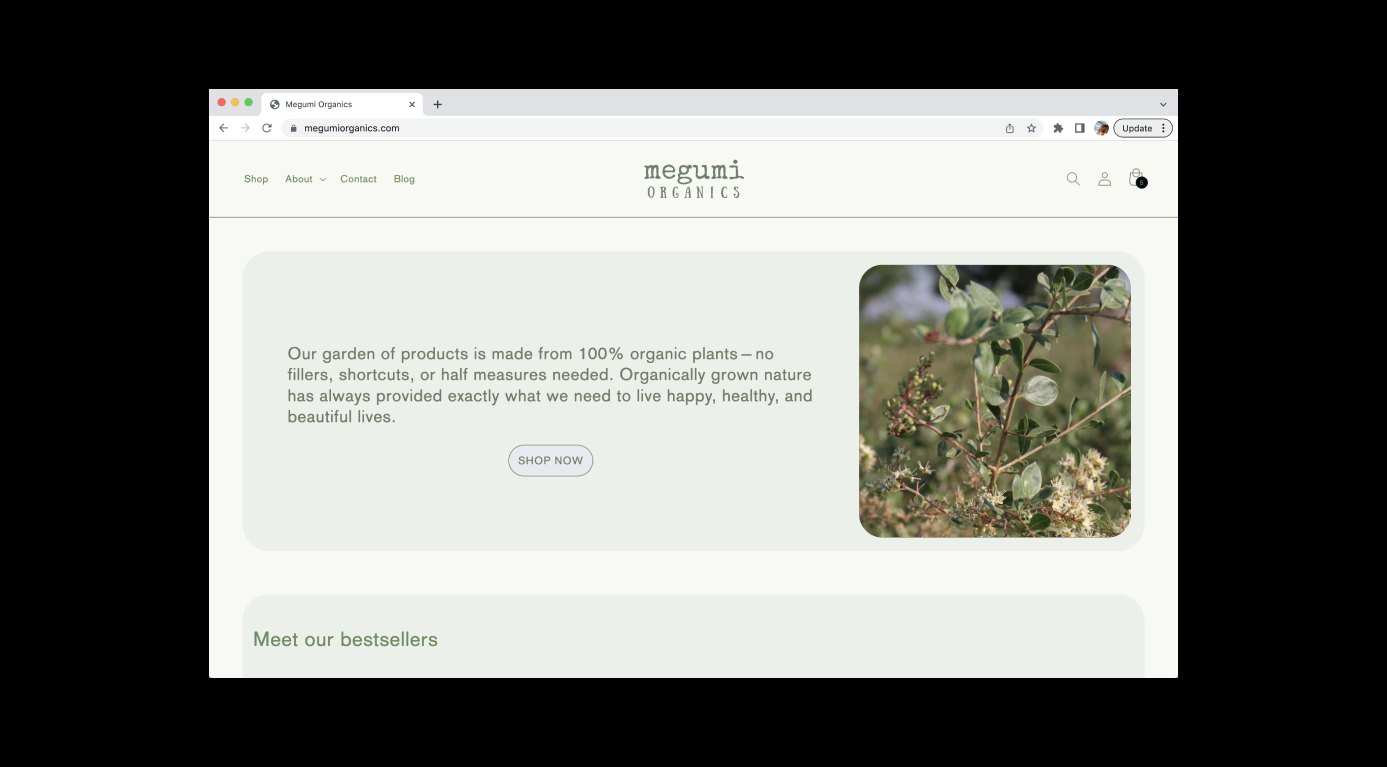 Megumi Organics
megumiorganics.com
Update
Shop
About
Contact
Blog
megumi
ORGANICS
Our garden of products is made from 100% organic plants — no
fillers, shortcuts, or half measures needed. Organically grown nature
has always provided exactly what we need to live happy, healthy, and
beautiful lives.
SHOP NOW
Meet our bestsellers